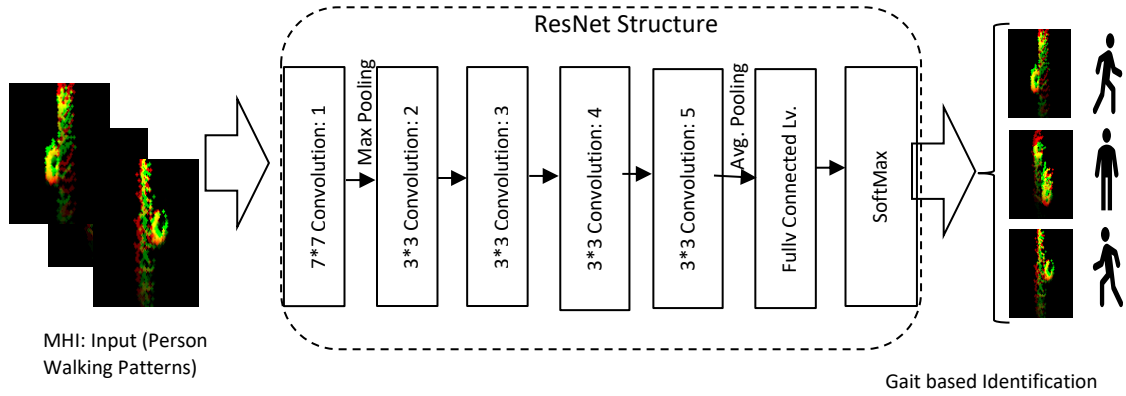 ResNet Structure
7*7 Convolution: 1
Max Pooling
3*3 Convolution: 2
3*3 Convolution: 3
3*3 Convolution: 4
3*3 Convolution: 5
Avg. Pooling
Fully Connected Lv.
SoftMax
MHI: Input (Person
Walking Patterns)
Gait based Identification